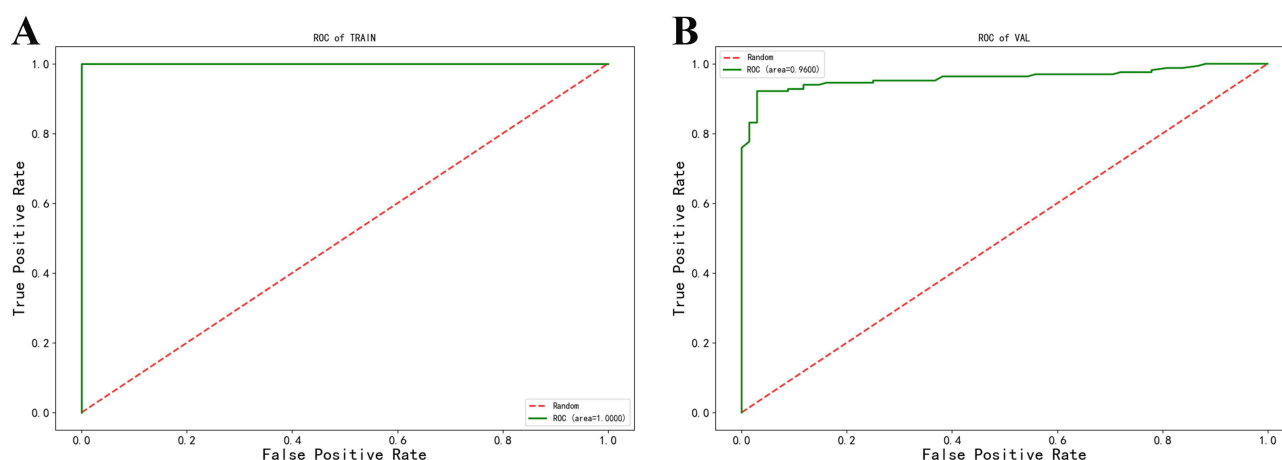 A
ROC of TRAIN
True Positive Rate
1.0
0.8
0.6
0.4
0.2
0.0
Random
ROC (area=1.0000)
0.0 0.2 0.4 0.6 0.8 1.0
False Positive Rate
B
ROC of VAL
Random
ROC (area=0.9600)
True Positive Rate
1.0
0.8
0.6
0.4
0.2
0.0
0.0 0.2 0.4 0.6 0.8 1.0
False Positive Rate